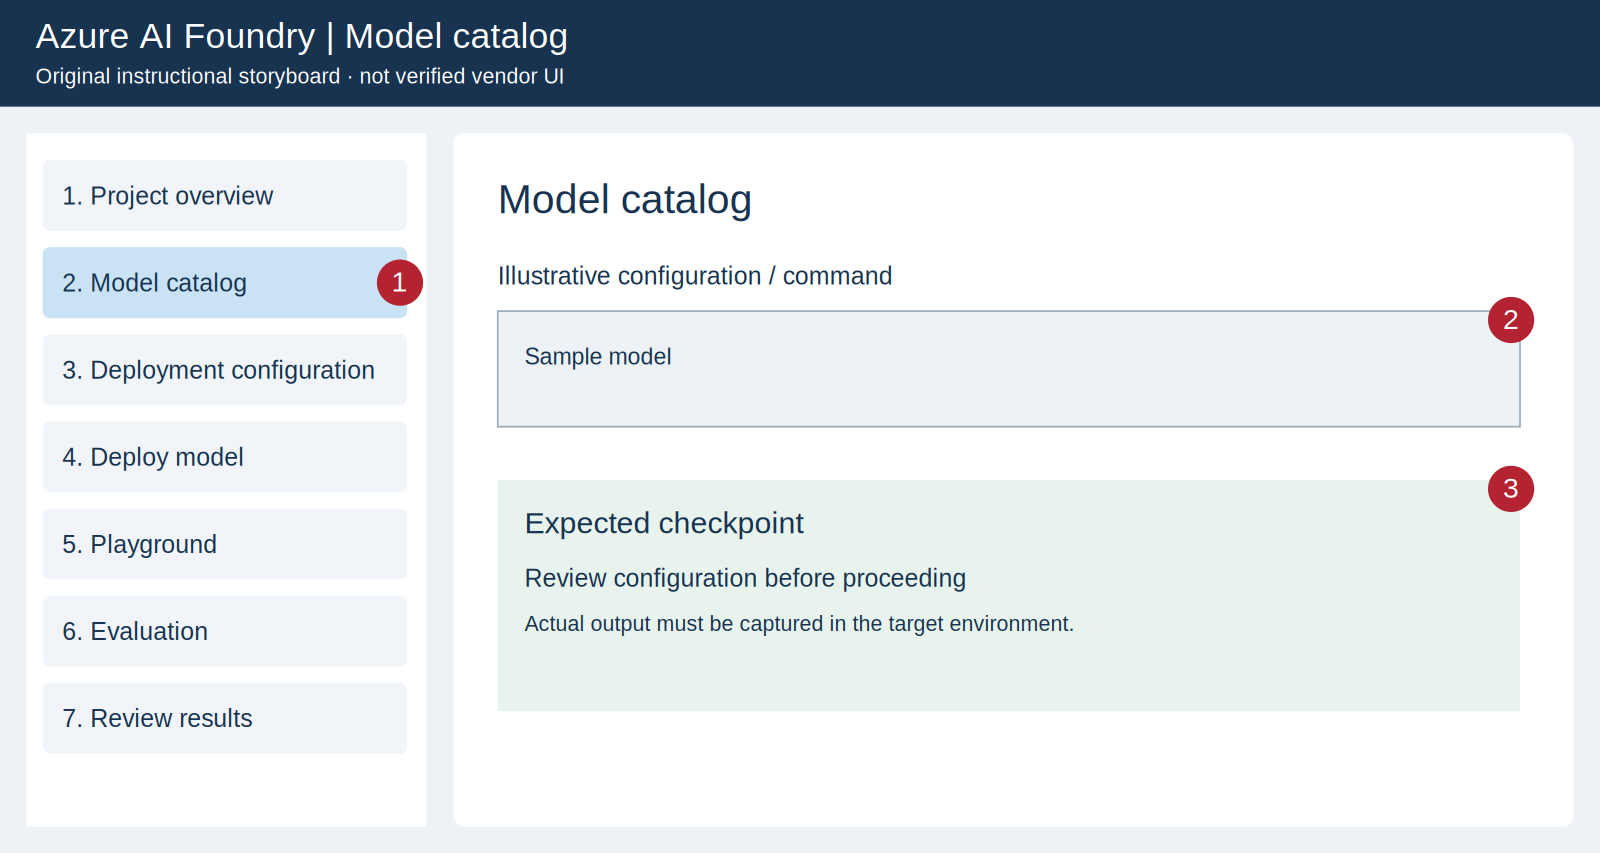 Azure AI Foundry | Model catalog
Original instructional storyboard · not verified vendor UI
1. Project overview
2. Model catalog
1
3. Deployment configuration
4. Deploy model
5. Playground
6. Evaluation
7. Review results
Model catalog
Illustrative configuration / command
2
Sample model
3
Expected checkpoint
Review configuration before proceeding
Actual output must be captured in the target environment.